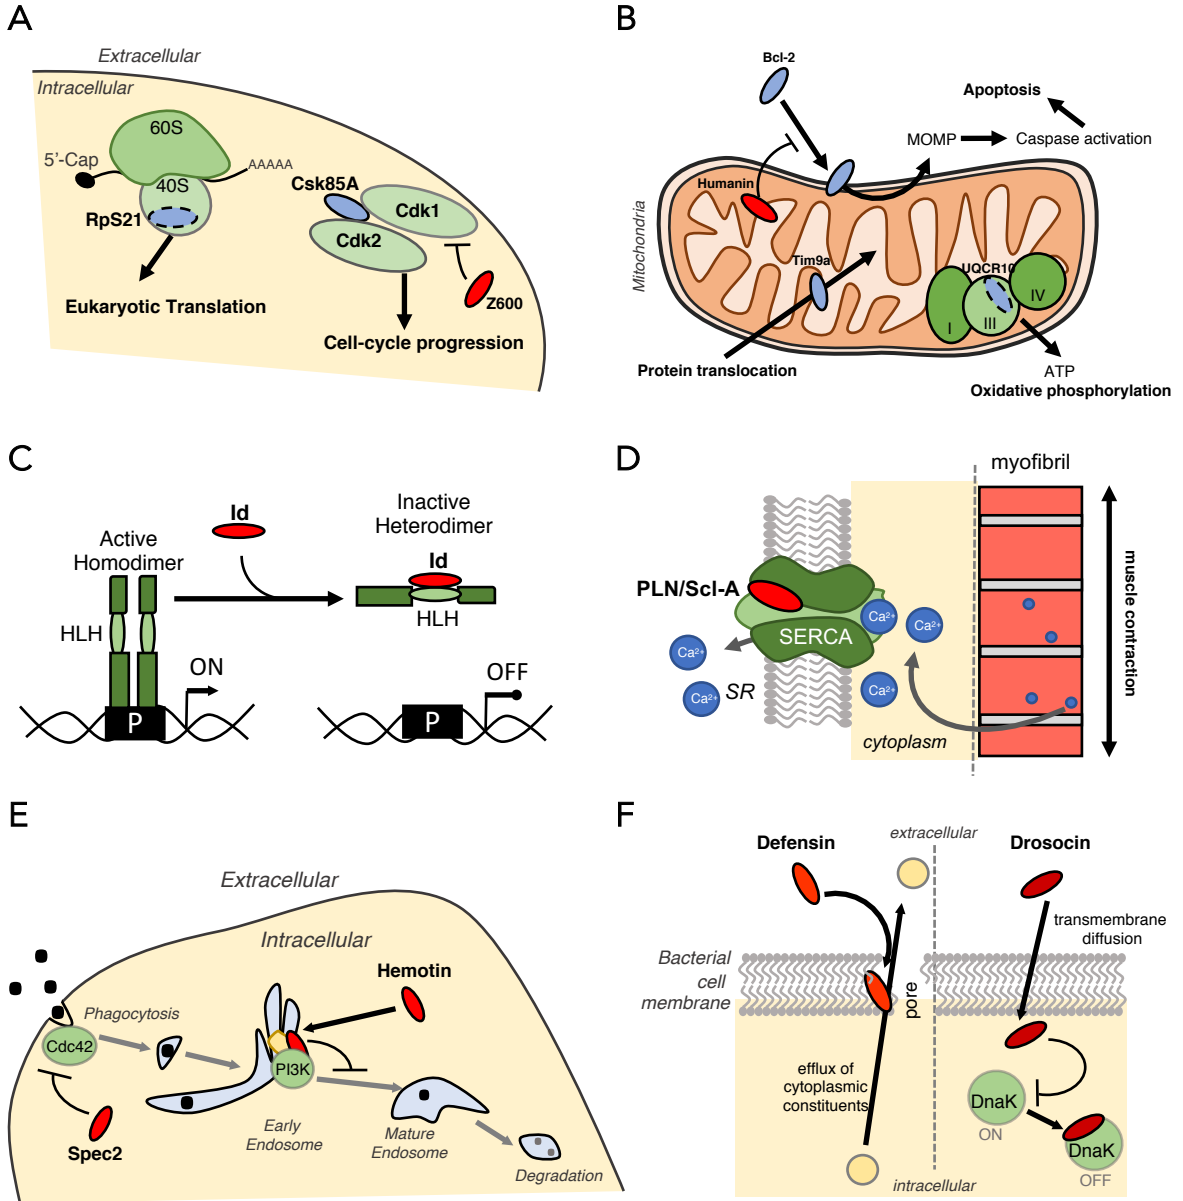 A
Extracellular
Intracellular
60S
5'-Cap
AAAAA
40S
RpS21
Csk85A
Cdk1
Cdk2
Z600
Eukaryotic Translation
Cell-cycle progression
B
Bcl-2
Apoptosis
MOMP
Caspase activation
Humanin
Mitochondria
Tim9a
UQCR10
IV
III
I
Protein translocation
ATP
Oxidative phosphorylation
C
Id
Inactive
Heterodimer
Active
Homodimer
Id
HLH
HLH
ON
OFF
P
P
D
myofibril
PLN/Scl-A
SERCA
Ca2+
Ca2+
Ca2+
Ca2+
Ca2+
SR
cytoplasm
muscle contraction
E
Extracellular
Intracellular
Hemotin
Phagocytosis
Cdc42
PI3K
Spec2
Early
Endosome
Mature
Endosome
Degradation
F
extracellular
Defensin
Drosocin
transmembrane
diffusion
Bacterial
cell
membrane
pore
efflux of
cytoplasmic
constituents
DnaK
ON
DnaK
OFF
intracellular